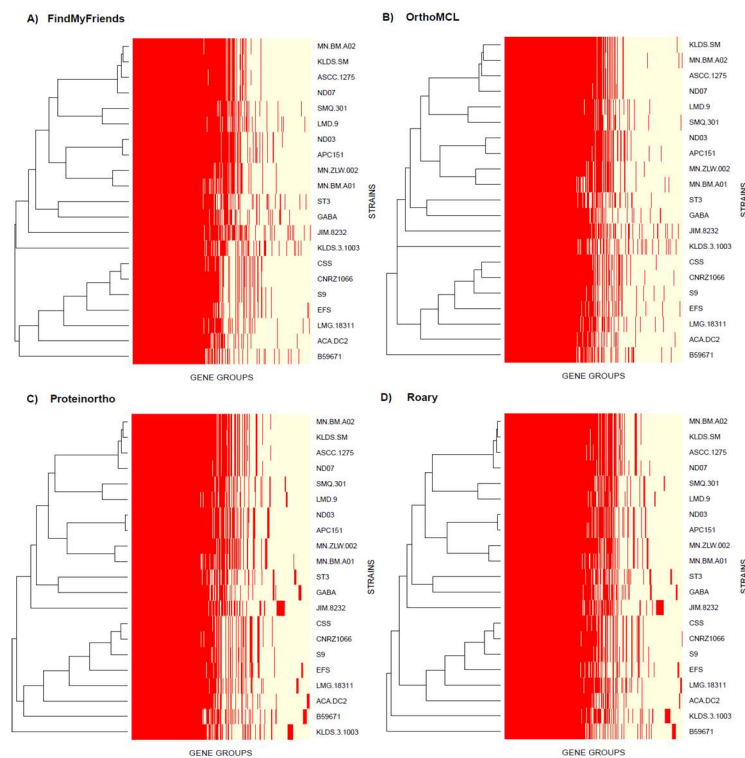 A) FindMyFriends
MN.BM.A02
KLDS.SM
ASCC.1275
ND07
SMQ.301
LMD.9
ND03
APC151
MN.ZLW.002
MN.BM.A01
ST3
GABA
JIM.8232
KLDS.3.1003
CSS
CNRZ1066
S9
EFS
LMG.18311
ACA.DC2
B59671
STRAINS
GENE GROUPS
B) OrthoMCL
KLDS.SM
MN.BM.A02
ASCC.1275
ND07
LMD.9
SMQ.301
ND03
APC151
MN.ZLW.002
MN.BM.A01
ST3
GABA
JIM.8232
KLDS.3.1003
CSS
CNRZ1066
S9
EFS
LMG.18311
ACA.DC2
B59671
STRAINS
GENE GROUPS
C) Proteinortho
MN.BM.A02
KLDS.SM
ASCC.1275
ND07
SMQ.301
LMD.9
ND03
APC151
MN.ZLW.002
MN.BM.A01
ST3
GABA
JIM.8232
CSS
CNRZ1066
S9
EFS
LMG.18311
ACA.DC2
B59671
KLDS.3.1003
STRAINS
GENE GROUPS
D) Roary
MN.BM.A02
KLDS.SM
ASCC.1275
ND07
SMQ.301
LMD.9
ND03
APC151
MN.ZLW.002
MN.BM.A01
ST3
GABA
JIM.8232
CSS
CNRZ1066
S9
EFS
LMG.18311
ACA.DC2
KLDS.3.1003
B59671
STRAINS
GENE GROUPS